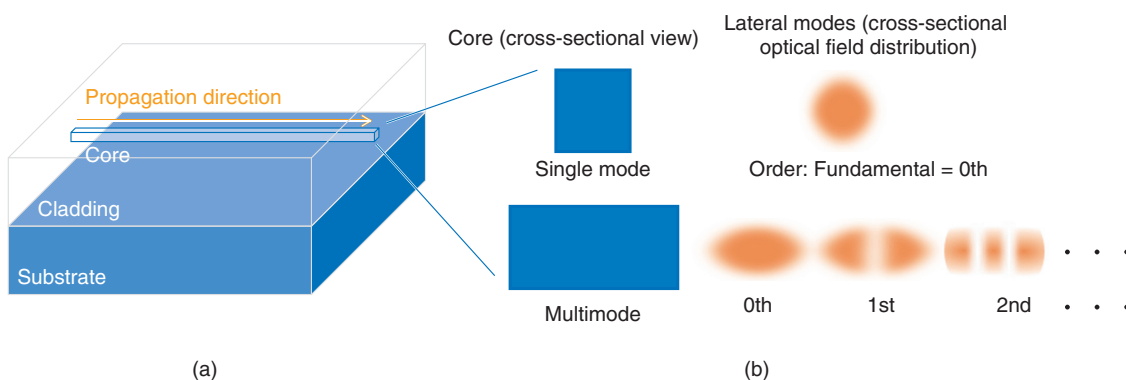 Core (cross-sectional view)
Lateral modes (cross-sectional
optical field distribution)
Propagation direction
Core
Cladding
Substrate
Single mode
Order: Fundamental = 0th
Multimode
0th
1st
2nd
. . .
. . .
(a)
(b)